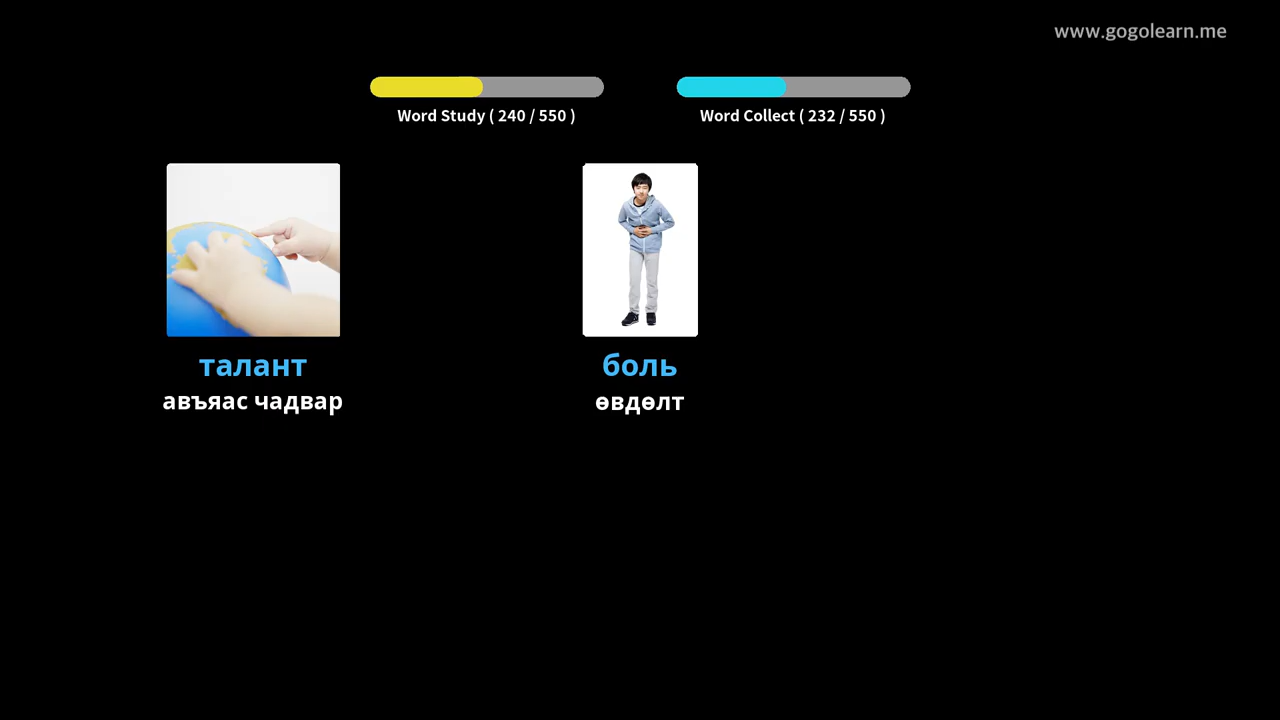 www.gogolearn.me
Word Study ( 240 / 550 )
Word Collect ( 232 / 550 )
талант
авъяас чадвар
боль
өвдөлт